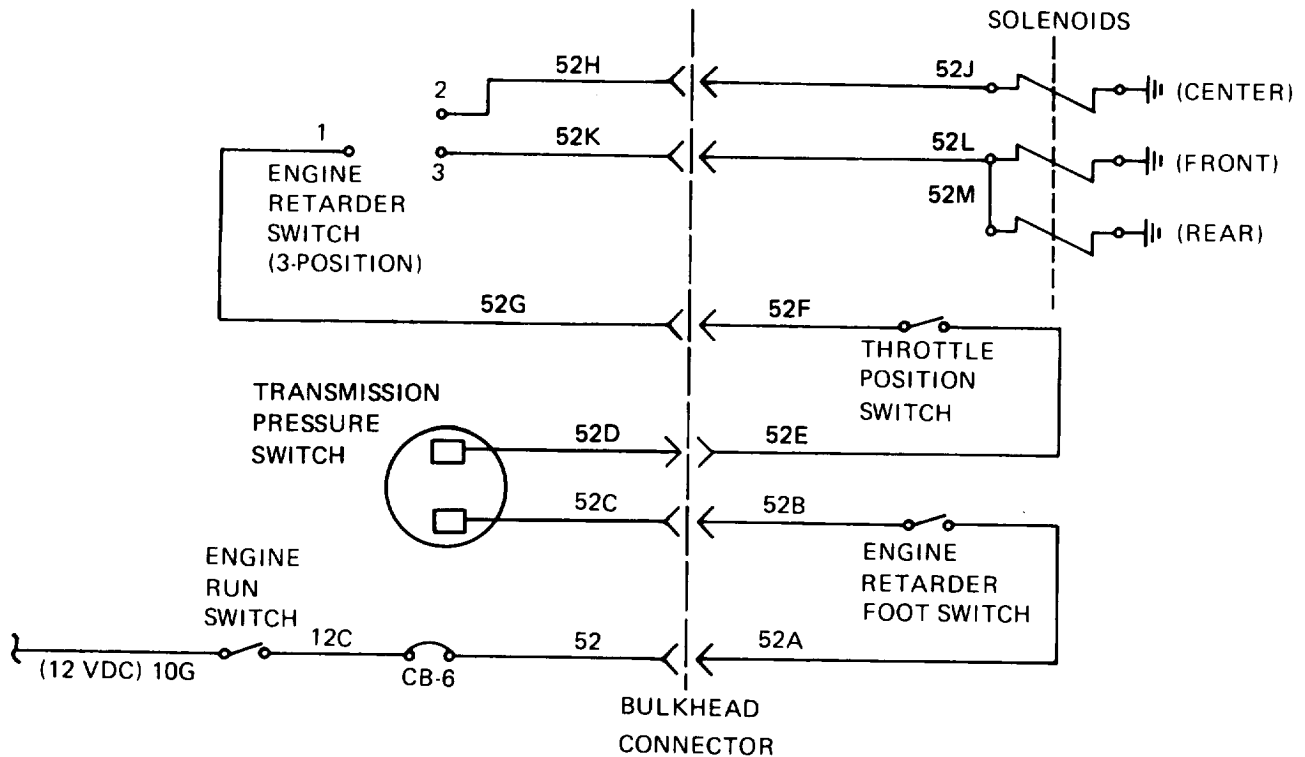 SOLENOIDS
52H
52J
(CENTER)
2
1
52K
52L
(FRONT)
3
ENGINE
RETARDER
SWITCH
(3-POSITION)
52M
(REAR)
52G
52F
THROTTLE
POSITION
SWITCH
TRANSMISSION
PRESSURE
SWITCH
52D
52E
52C
52B
ENGINE
RETARDER
FOOT SWITCH
ENGINE
RUN
SWITCH
12C
52
52A
(12 VDC) 10G
CB-6
BULKHEAD
CONNECTOR